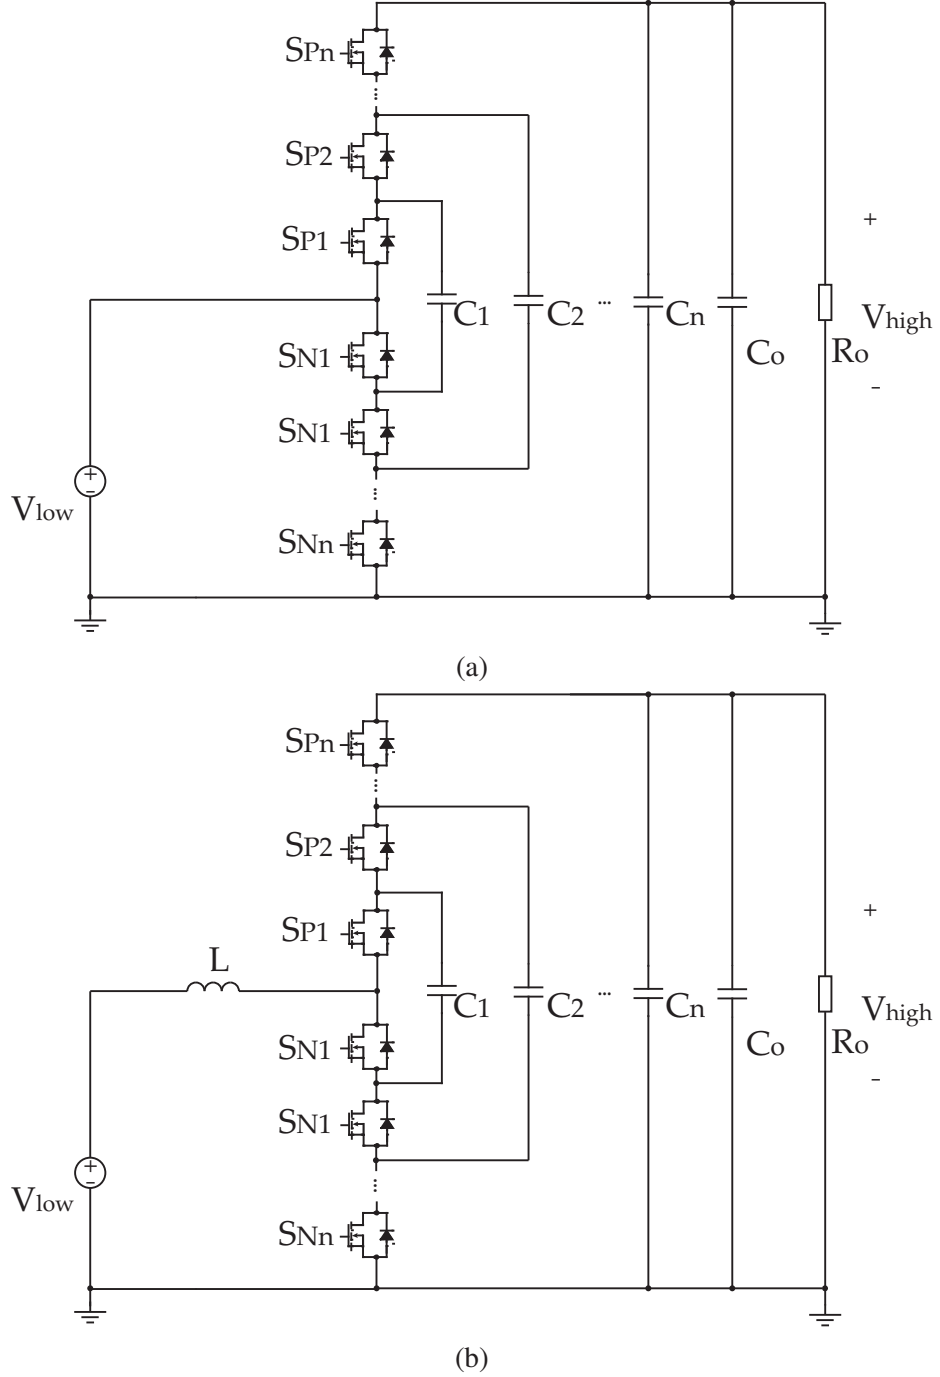 SPn
...
SP2
SP1
C1 C2 ... Cn Co Ro
+
Vhigh
-
SN1
SN1
+
-
Vlow
...
SNn
(a)
SPn
...
SP2
SP1
L
C1 C2 ... Cn Co Ro
+
Vhigh
-
SN1
SN1
+
-
Vlow
...
SNn
(b)